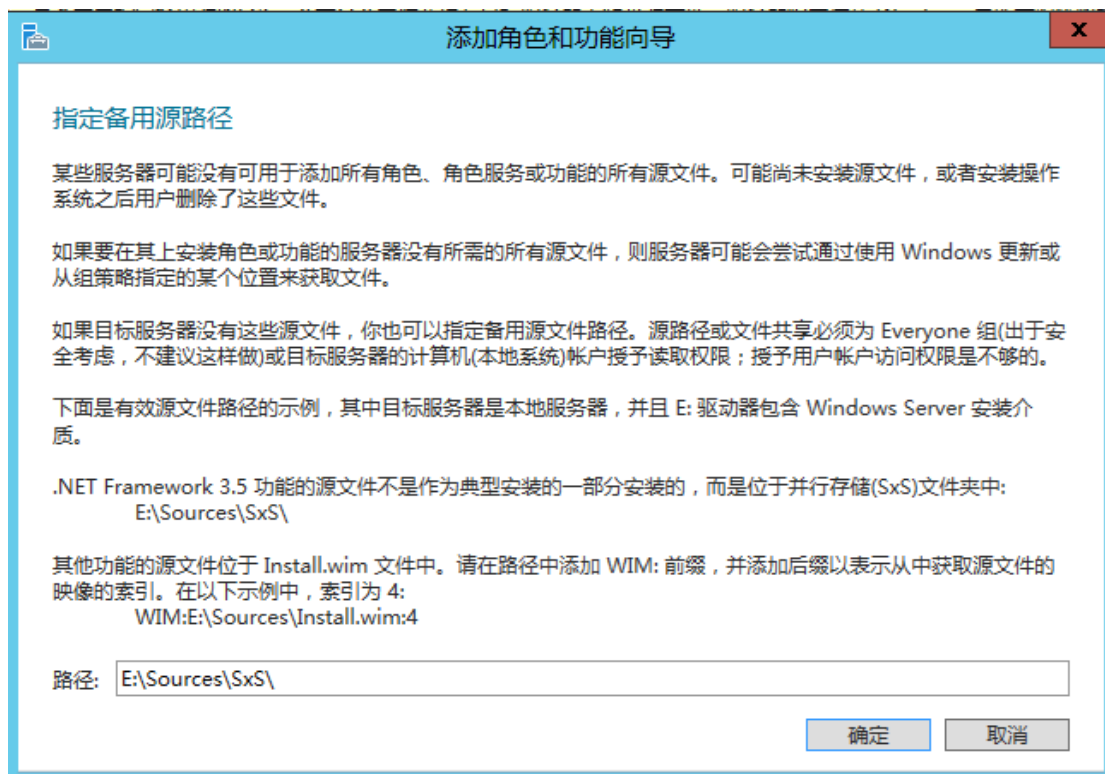 添加角色和功能向导
x
指定备用源路径
某些服务器可能没有可用于添加所有角色、角色服务或功能的所有源文件。可能尚未安装源文件，或者安装操作
系统之后用户删除了这些文件。
如果要在其上安装角色或功能的服务器没有所需的所有源文件，则服务器可能会尝试通过使用 Windows 更新或
从组策略指定的某个位置来获取文件。
如果目标服务器没有这些源文件，你也可以指定备用源文件路径。源路径或文件共享必须为 Everyone 组(出于安
全考虑，不建议这样做)或目标服务器的计算机(本地系统)帐户授予读取权限；授予用户帐户访问权限是不够的。
下面是有效源文件路径的示例，其中目标服务器是本地服务器，并且 E: 驱动器包含 Windows Server 安装介
质。
.NET Framework 3.5 功能的源文件不是作为典型安装的一部分安装的，而是位于并行存储(SxS)文件夹中:
E:\Sources\SxS\
其他功能的源文件位于 Install.wim 文件中。请在路径中添加 WIM: 前缀，并添加后缀以表示从中获取源文件的
映像的索引。在以下示例中，索引为 4:
WIM:E:\Sources\Install.wim:4
路径: E:\Sources\SxS\
确定 取消